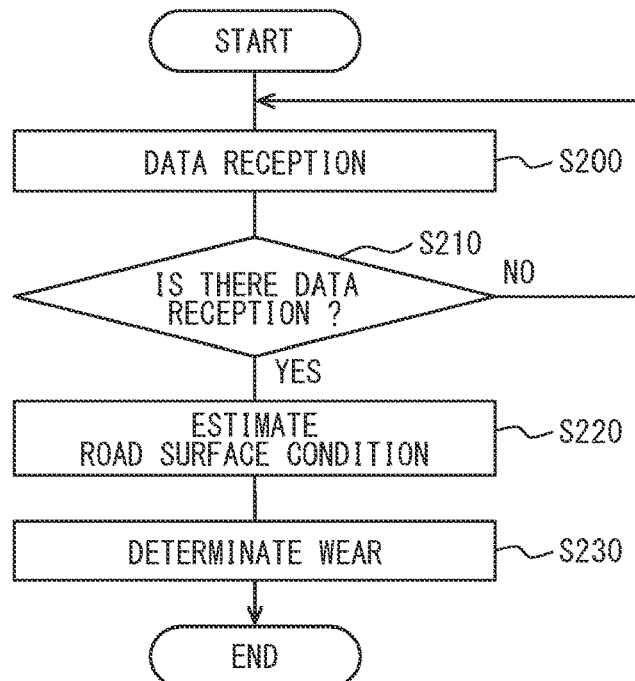 START
DATA RECEPTION
S200
S210
IS THERE DATA
RECEPTION ?
NO
YES
ESTIMATE
ROAD SURFACE CONDITION
S220
DETERMINATE WEAR
S230
END